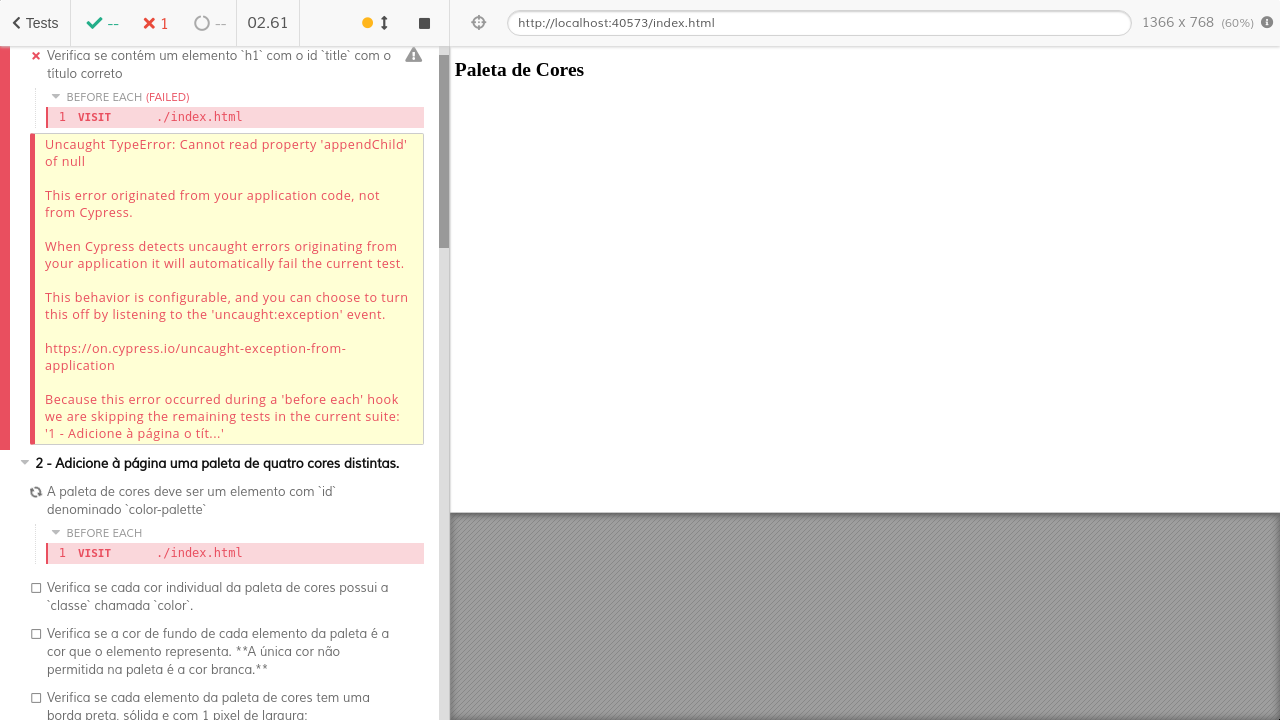 Tests
--
1
--
02.61
http://localhost:40573/index.html
1366 x 768 (60%)
Verifica se contém um elemento `h1` com o id `title` com o
título correto
BEFORE EACH (FAILED)
1 VISIT ./index.html
Uncaught TypeError: Cannot read property 'appendChild'
of null
This error originated from your application code, not
from Cypress.
When Cypress detects uncaught errors originating from
your application it will automatically fail the current test.
This behavior is configurable, and you can choose to turn
this off by listening to the 'uncaught:exception' event.
https://on.cypress.io/uncaught-exception-from-
application
Because this error occurred during a 'before each' hook
we are skipping the remaining tests in the current suite:
'1 - Adicione à página o tít...'
2 - Adicione à página uma paleta de quatro cores distintas.
A paleta de cores deve ser um elemento com `id`
denominado `color-palette`
BEFORE EACH
1 VISIT ./index.html
Verifica se cada cor individual da paleta de cores possui a
`classe` chamada `color`.
Verifica se a cor de fundo de cada elemento da paleta é a
cor que o elemento representa. **A única cor não
permitida na paleta é a cor branca.**
Verifica se cada elemento da paleta de cores tem uma
borda preta, sólida e com 1 pixel de largura;
Paleta de Cores